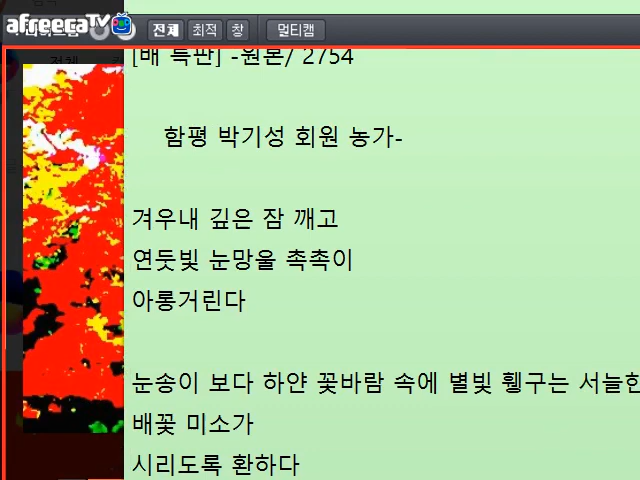 afreecaTV
전체 최적 창 멀티캠
[배 특판] -원본/ 2754
함평 박기성 회원 농가-
겨우내 깊은 잠 깨고
연둣빛 눈망울 촉촉이
아롱거린다
눈송이 보다 하얀 꽃바람 속에 별빛 휑구는 서늘한
배꽃 미소가
시리도록 환하다